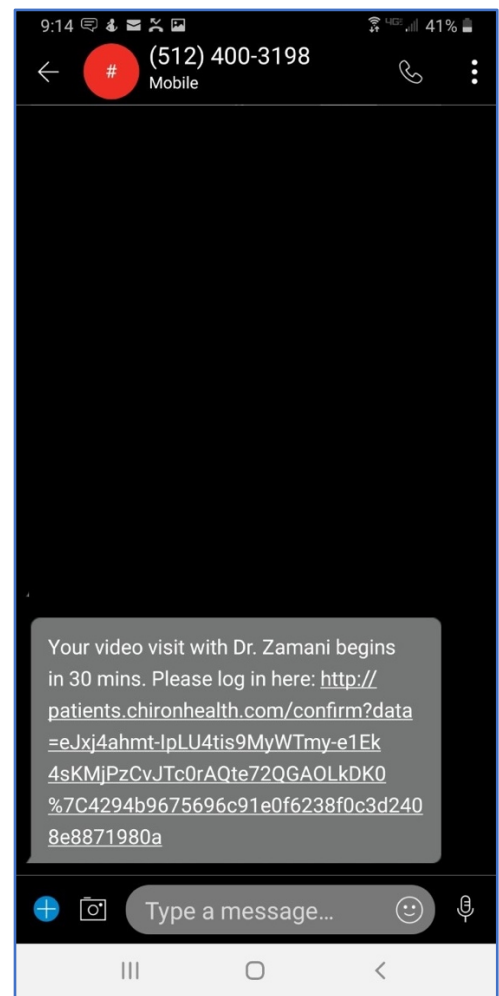 9:14 4GE 41%
(512) 400-3198
#
Mobile
Your video visit with Dr. Zamani begins
in 30 mins. Please log in here: http://
patients.chironhealth.com/confirm?data
=eJxj4ahmt-IpLU4tis9MyWTmy-e1Ek
4sKMjPzCvJTc0rAQte72QGAOLkDK0
%7C4294b9675696c91e0f6238f0c3d240
8e8871980a
Type a message...